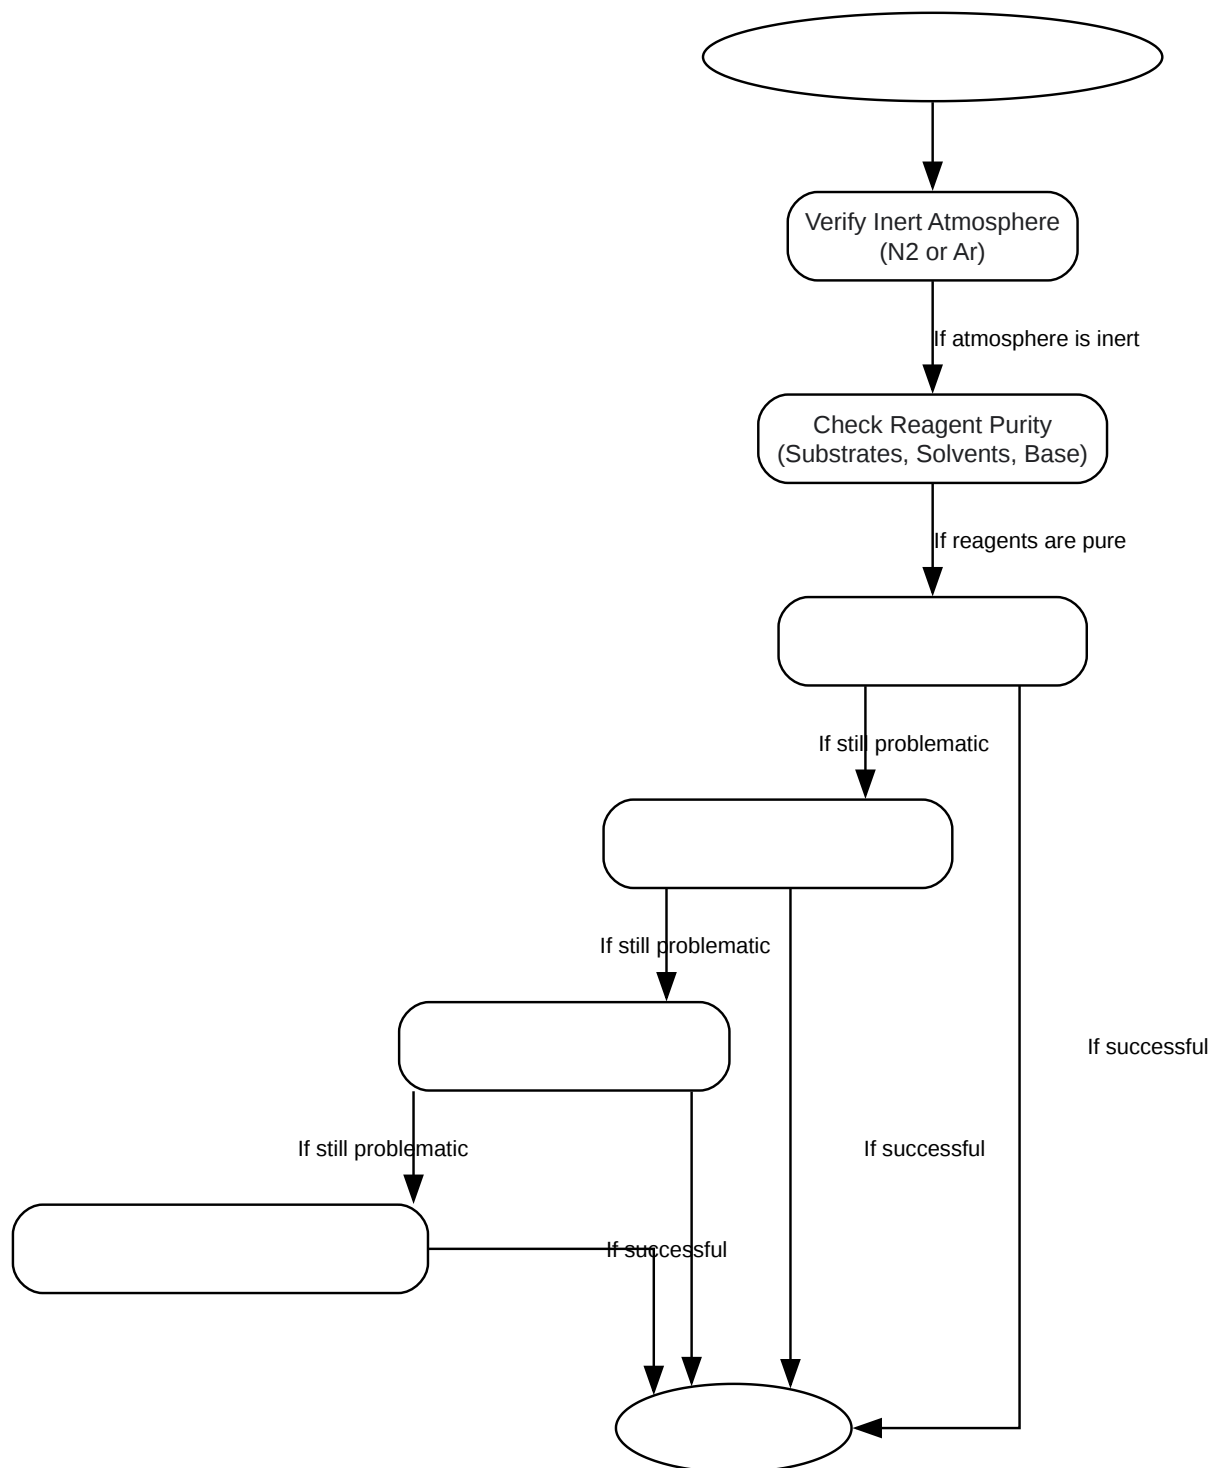 Verify Inert Atmosphere
(N2 or Ar)
If atmosphere is inert
Check Reagent Purity
(Substrates, Solvents, Base)
If reagents are pure
If still problematic
If still problematic
If successful
If still problematic
If successful
If successful